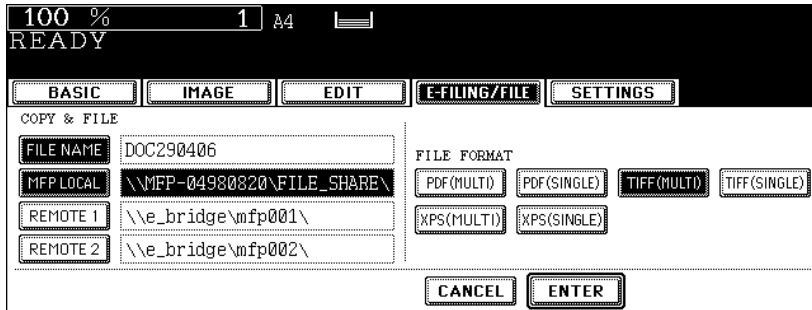 100 % 1 A4
READY
BASIC IMAGE EDIT E-FILING/FILE SETTINGS
COPY & FILE
FILE NAME DOC290406
MFP LOCAL \\MFP-04980820\FILE_SHARE\
REMOTE 1 \\e_bridge\mfp001\
REMOTE 2 \\e_bridge\mfp002\
FILE FORMAT
PDF(MULTI) PDF(SINGLE) TIFF(MULTI) TIFF(SINGLE)
XPS(MULTI) XPS(SINGLE)
CANCEL ENTER